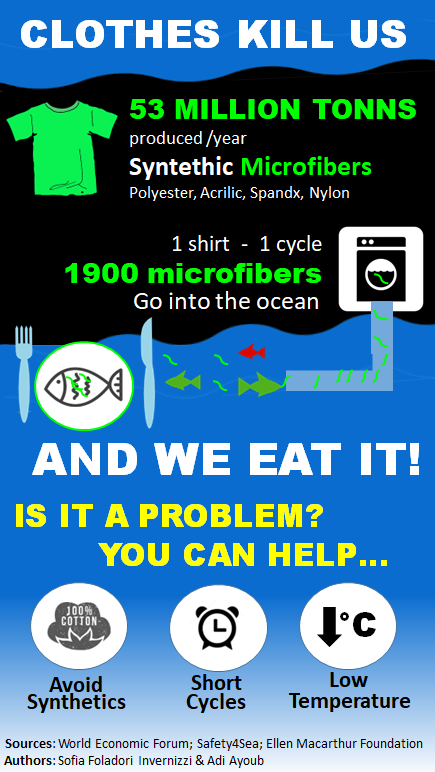 CLOTHES KILL US
53 MILLION TONNS
produced /year
Syntethic Microfibers
Polyester, Acrilic, Spandx, Nylon
1 shirt - 1 cycle
1900 microfibers
Go into the ocean
AND WE EAT IT!
IS IT A PROBLEM?
YOU CAN HELP...
100%
COTTON
Avoid
Synthetics
Short
Cycles
°C
Low
Temperature
Sources: World Economic Forum; Safety4Sea; Ellen Macarthur Foundation
Authors: Sofia Foladori Invernizzi & Adi Ayoub